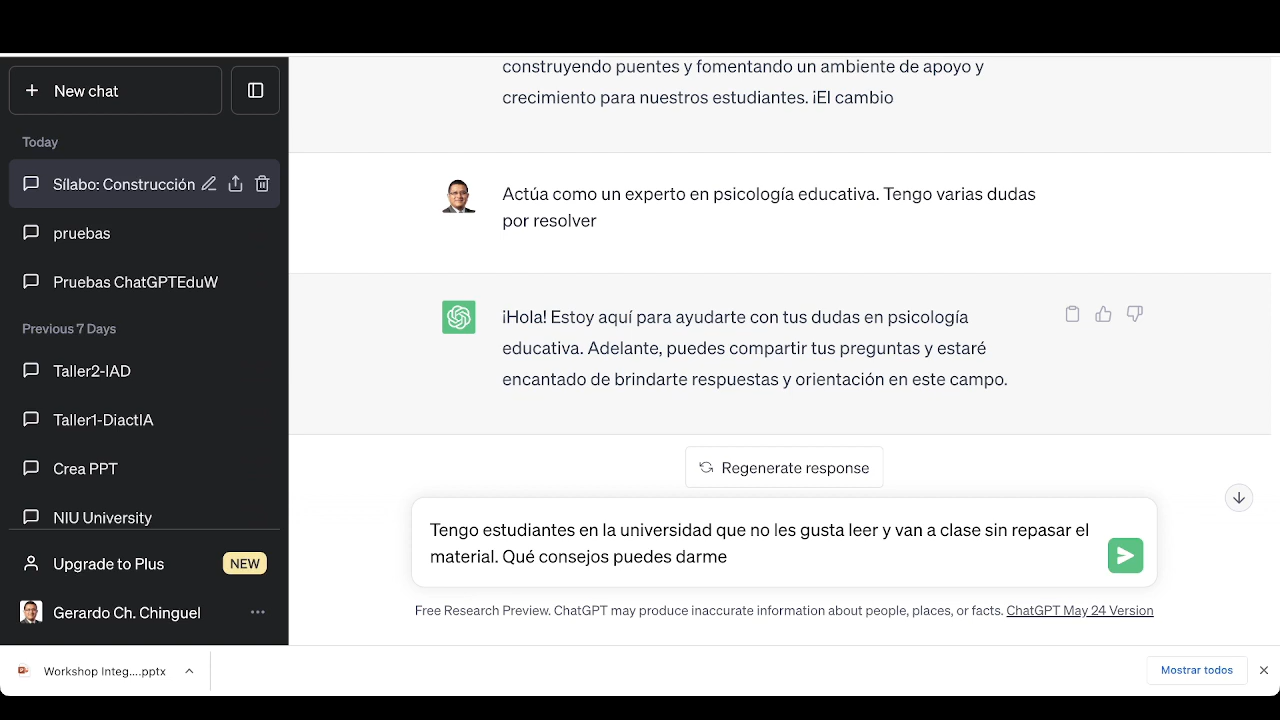 New chat
Today
Sílabo: Construcción
pruebas
Pruebas ChatGPTEduW
Previous 7 Days
Taller2-IAD
Taller1-DiactIA
Crea PPT
NIU University
Upgrade to Plus NEW
Gerardo Ch. Chinguel
construyendo puentes y fomentando un ambiente de apoyo y
crecimiento para nuestros estudiantes. ¡El cambio
Actúa como un experto en psicología educativa. Tengo varias dudas
por resolver
¡Hola! Estoy aquí para ayudarte con tus dudas en psicología
educativa. Adelante, puedes compartir tus preguntas y estaré
encantado de brindarte respuestas y orientación en este campo.
Regenerate response
Tengo estudiantes en la universidad que no les gusta leer y van a clase sin repasar el
material. Qué consejos puedes darme
Free Research Preview. ChatGPT may produce inaccurate information about people, places, or facts. ChatGPT May 24 Version
Workshop Integ....pptx
Mostrar todos